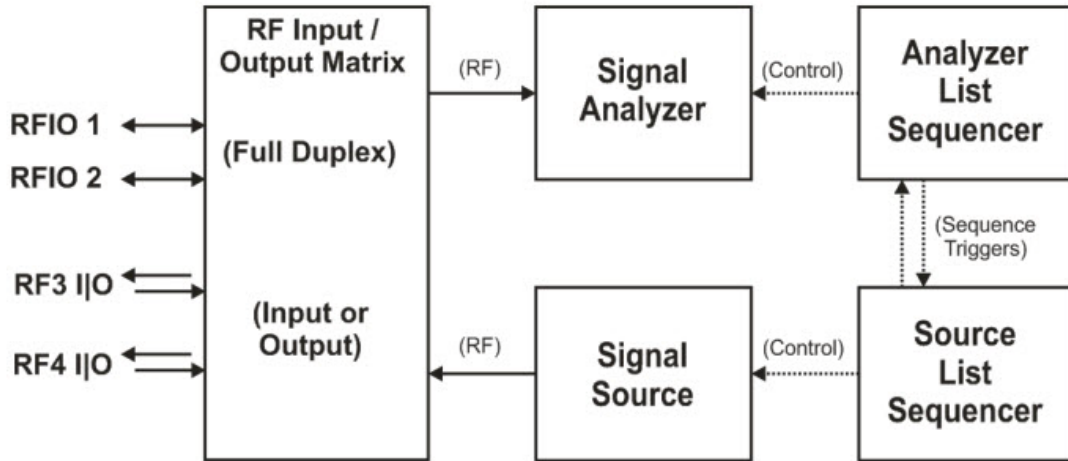 RF Input /
Output Matrix
(Full Duplex)
(Input or
Output)
RFIO 1
RFIO 2
RF3 I|O
RF4 I|O
(RF)
Signal
Analyzer
(Control)
Analyzer
List
Sequencer
(Sequence
Triggers)
(RF)
Signal
Source
(Control)
Source
List
Sequencer